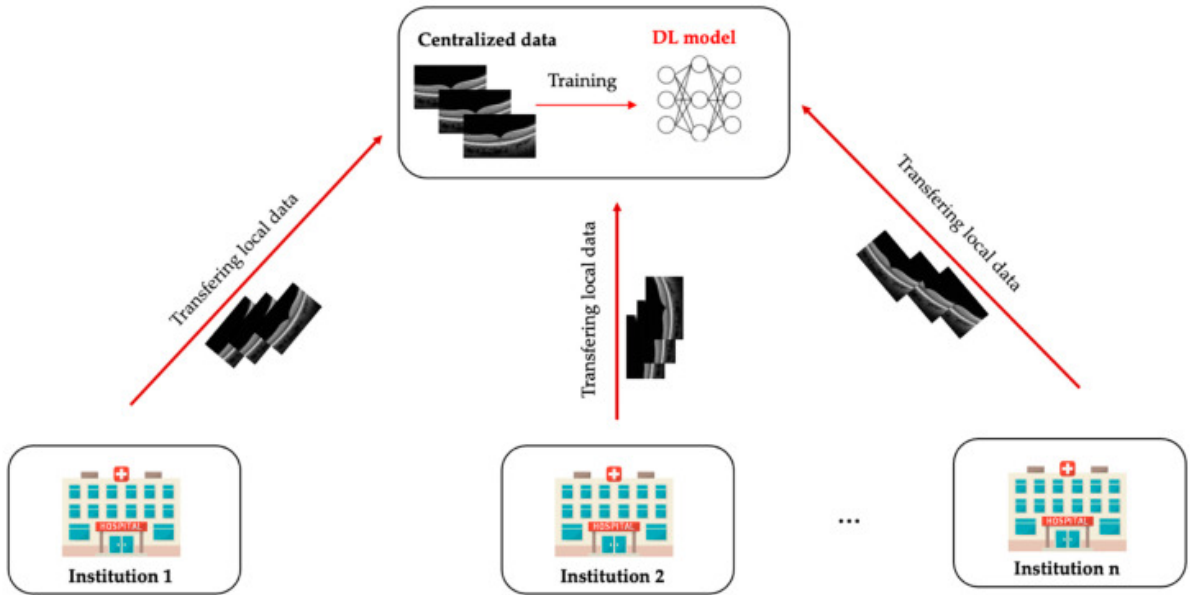 Centralized data
DL model
Training
Transfering local data
Transfering local data
Transfering local data
HOSPITAL
Institution 1
HOSPITAL
Institution 2
...
HOSPITAL
Institution n